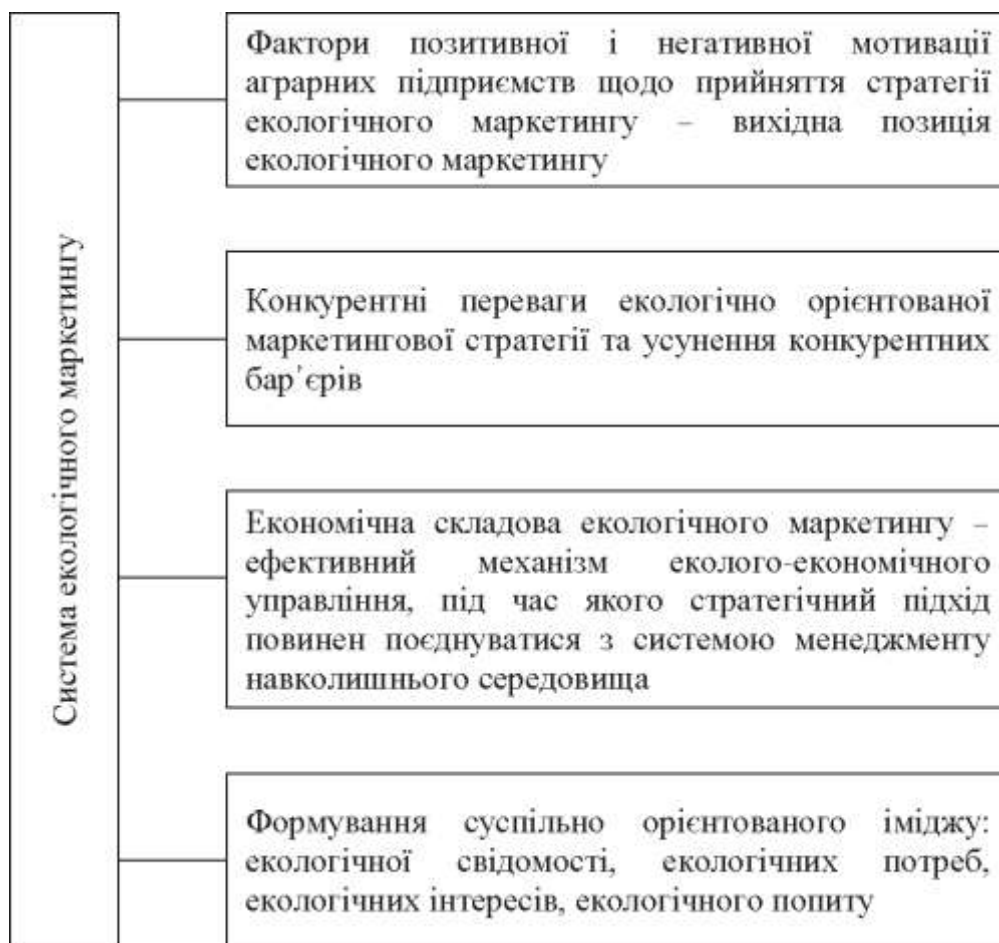 Система екологічного маркетингу
Фактори позитивної і негативної мотивації
аграрних підприємств щодо прийняття стратегії
екологічного маркетингу – вихідна позиція
екологічного маркетингу
Конкурентні переваги екологічно орієнтованої
маркетингової стратегії та усунення конкурентних
бар'єрів
Економічна складова екологічного маркетингу –
ефективний механізм еколого-економічного
управління, під час якого стратегічний підхід
повинен поєднуватися з системою менеджменту
навколишнього середовища
Формування суспільно орієнтованого іміджу:
екологічної свідомості, екологічних потреб,
екологічних інтересів, екологічного попиту